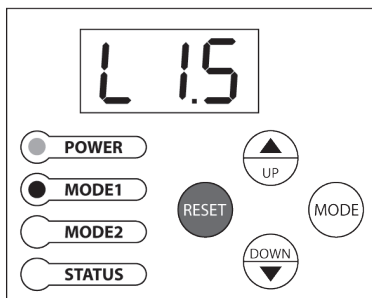 L 1.5
POWER
UP
MODE1
RESET
MODE
MODE2
DOWN
STATUS